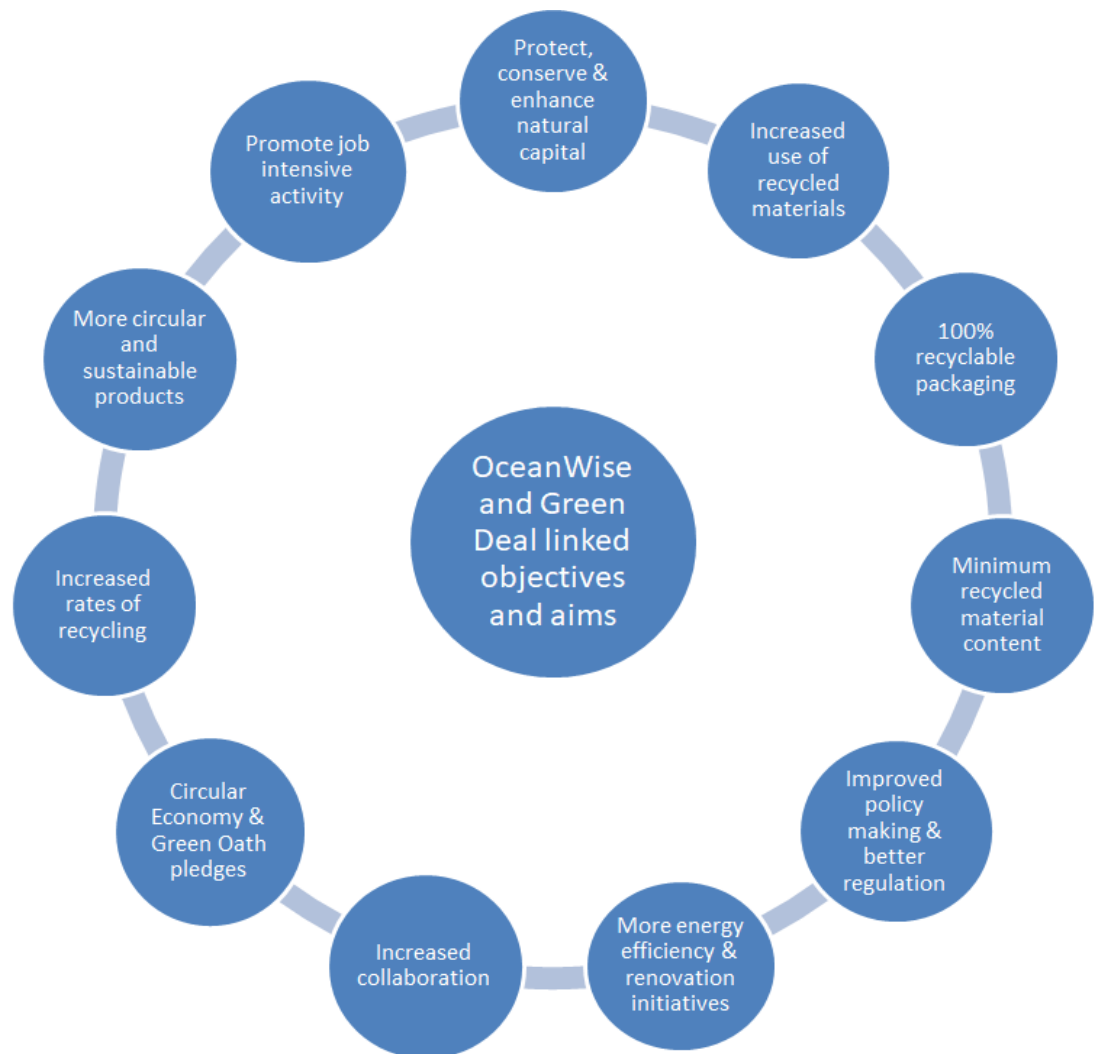 Protect,
conserve &
enhance
natural
capital
Increased
use of
recycled
materials
100%
recyclable
packaging
Minimum
recycled
material
content
Improved
policy
making &
better
regulation
More energy
efficiency &
renovation
initiatives
Increased
collaboration
Circular
Economy &
Green Oath
pledges
Increased
rates of
recycling
More circular
and
sustainable
products
Promote job
intensive
activity
OceanWise
and Green
Deal linked
objectives
and aims